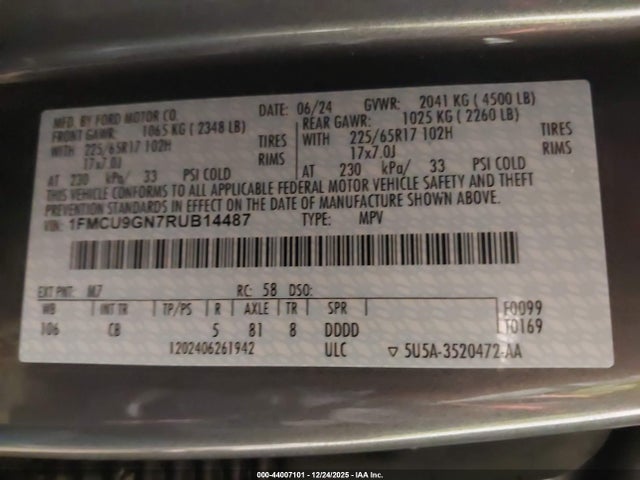 MFD. BY FORD MOTOR CO. DATE: 06/24 GVWR: 2041 KG ( 4500 LB)
FRONT GAWR: 1065 KG ( 2348 LB) REAR GAWR: 1025 KG ( 2260 LB)
WITH 225/65R17 102H TIRES WITH 225/65R17 102H TIRES
17x7.0J RIMS 17x7.0J RIMS
AT 230 kPa/ 33 PSI COLD AT 230 kPa/ 33 PSI COLD
THIS VEHICLE CONFORMS TO ALL APPLICABLE FEDERAL MOTOR VEHICLE SAFETY AND THEFT
PREVENTION STANDARDS IN EFFECT ON THE DATE OF MANUFACTURE SHOWN ABOVE.
VIN: 1FMCU9GN7RUB14487 TYPE: MPV
EXT PNT: M7 RC: 58 DSO:
WB INT TR TP/PS R AXLE TR SPR F0099
106 CB 5 81 8 DDDD T0169
1202406261942 ULC ▽ 5U5A-3520472-AA
000-44007101 - 12/24/2025 - IAA Inc.